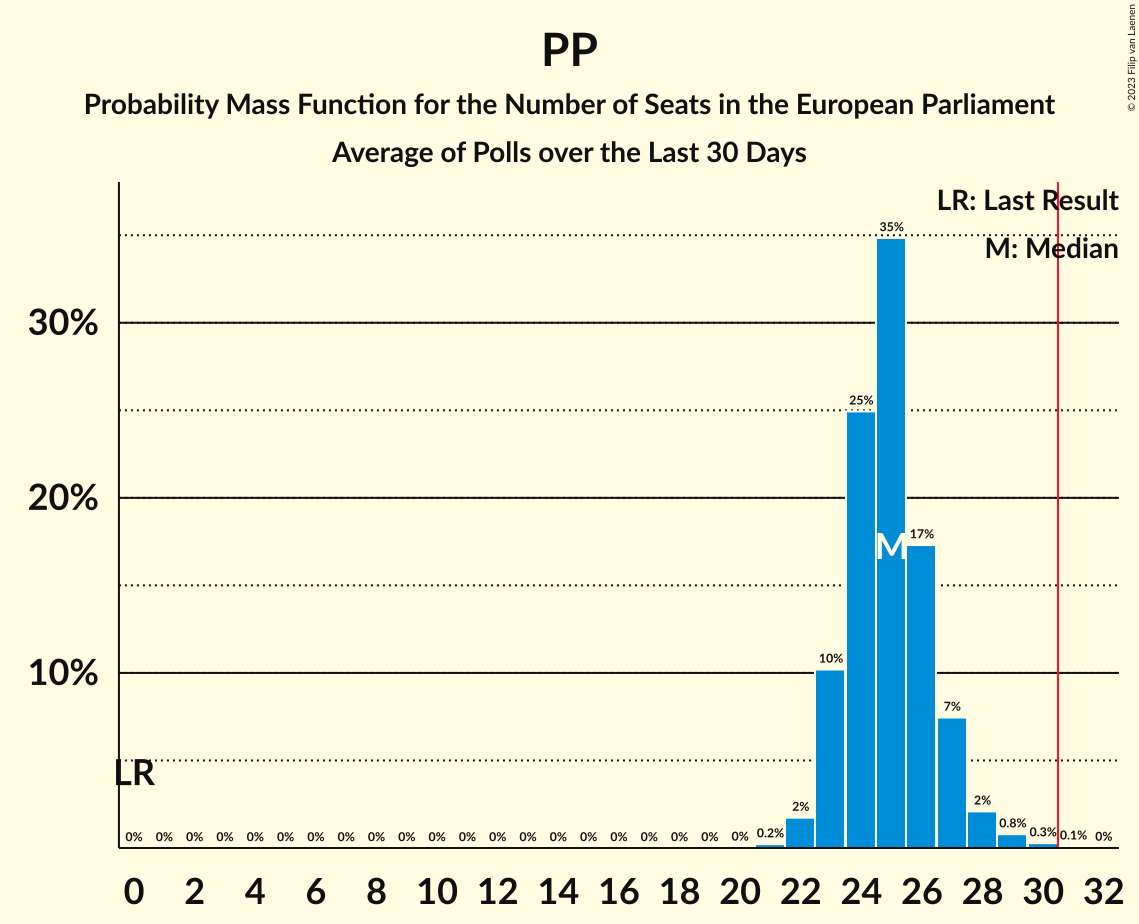 PP
Probability Mass Function for the Number of Seats in the European Parliament
Average of Polls over the Last 30 Days
© 2023 Filip van Laenen
LR: Last Result
M: Median
35%
30%
25%
20%
M
17%
10%
10%
7%
LR
2%
2%
0% 0% 0% 0% 0% 0% 0% 0% 0% 0% 0% 0% 0% 0% 0% 0% 0% 0% 0% 0% 0% 0.2% 0.8% 0.3% 0.1% 0%
0 2 4 6 8 10 12 14 16 18 20 22 24 26 28 30 32